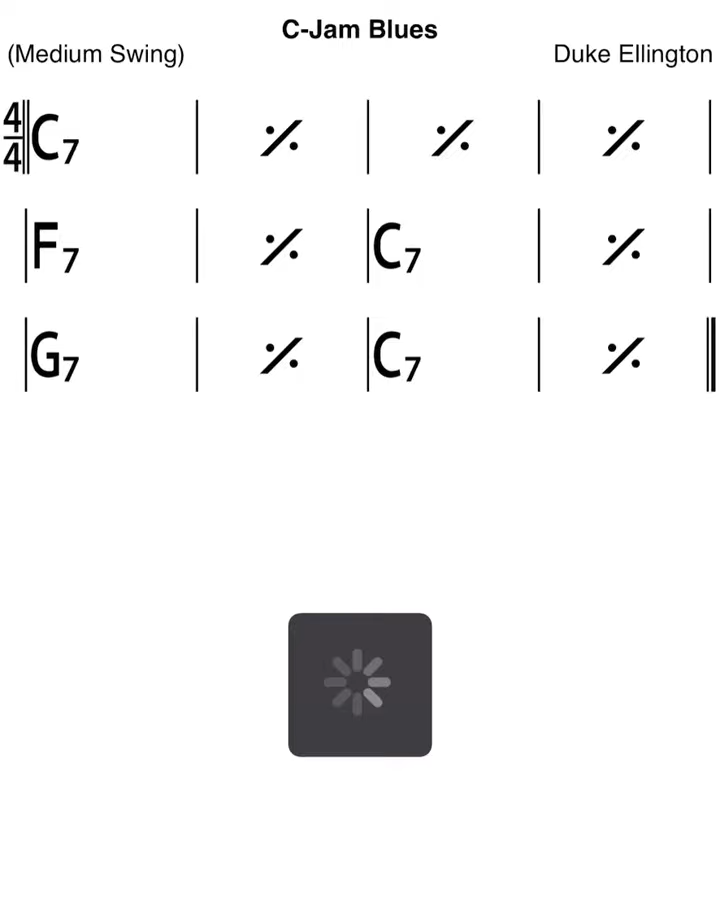 C-Jam Blues
(Medium Swing) Duke Ellington
4/4 C7 𝄎 𝄎 𝄎
F7 𝄎 C7 𝄎
G7 𝄎 C7 𝄎